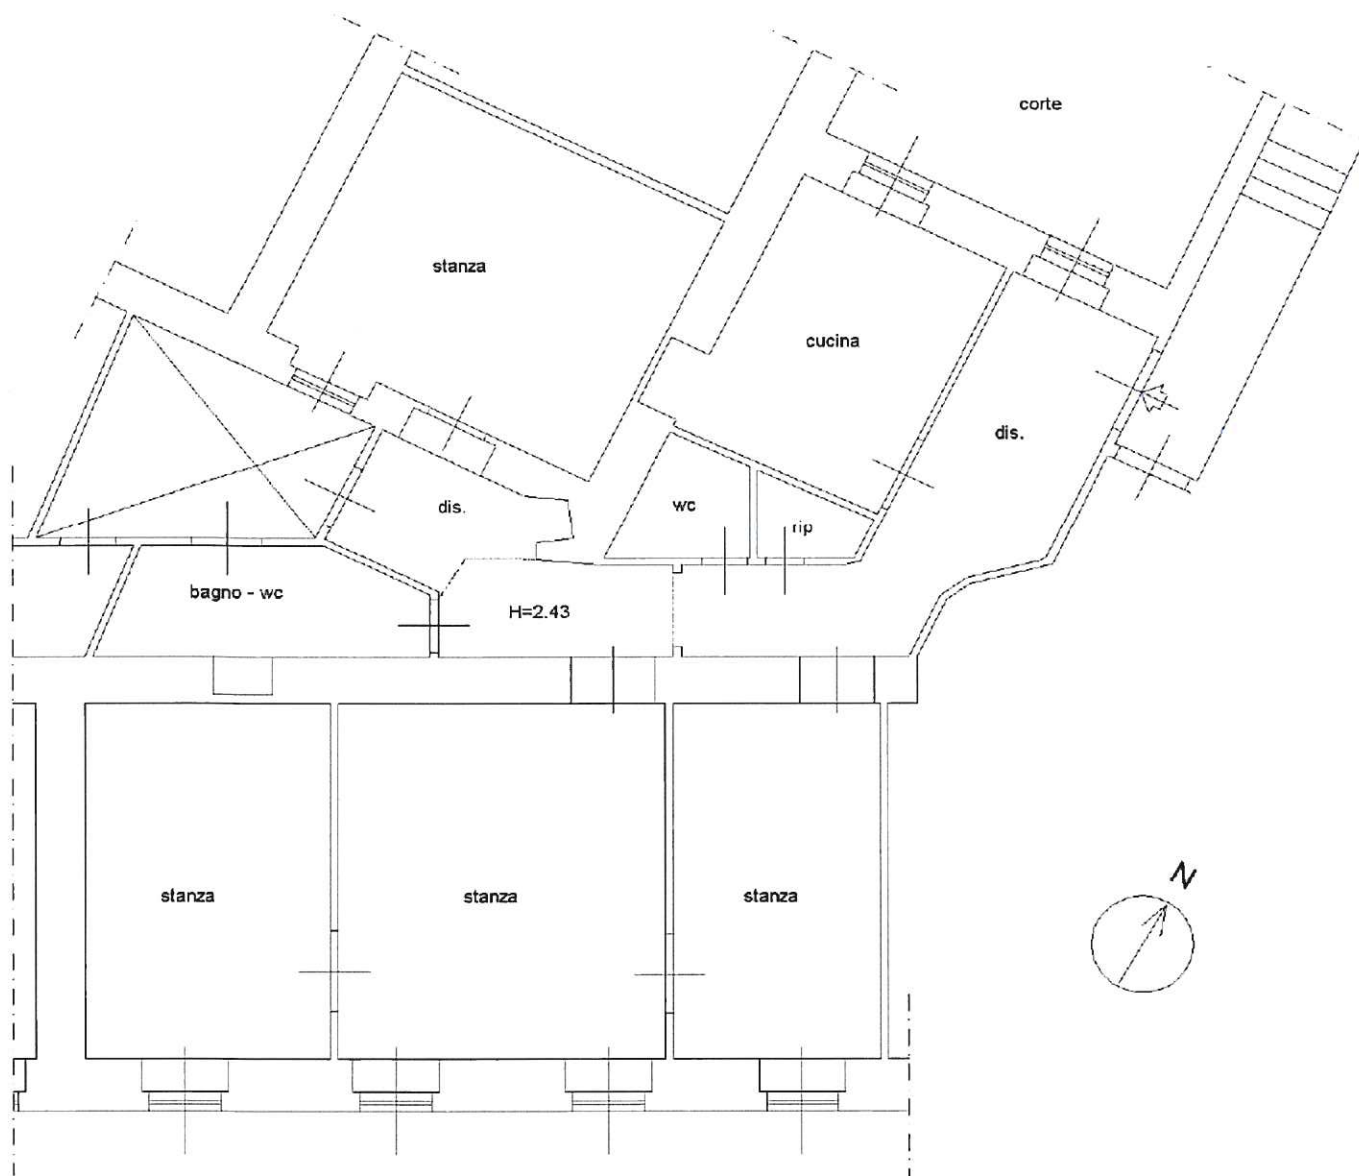 corte
stanza
cucina
dis.
wc
dis.
rip
bagno - wc
H=2.43
N
stanza
stanza
stanza